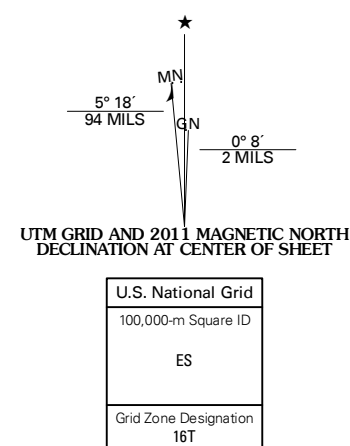 ★
MN
5° 18´
94 MILS
GN
0° 8´
2 MILS
UTM GRID AND 2011 MAGNETIC NORTH
DECLINATION AT CENTER OF SHEET
U.S. National Grid
100,000-m Square ID
ES
Grid Zone Designation
16T